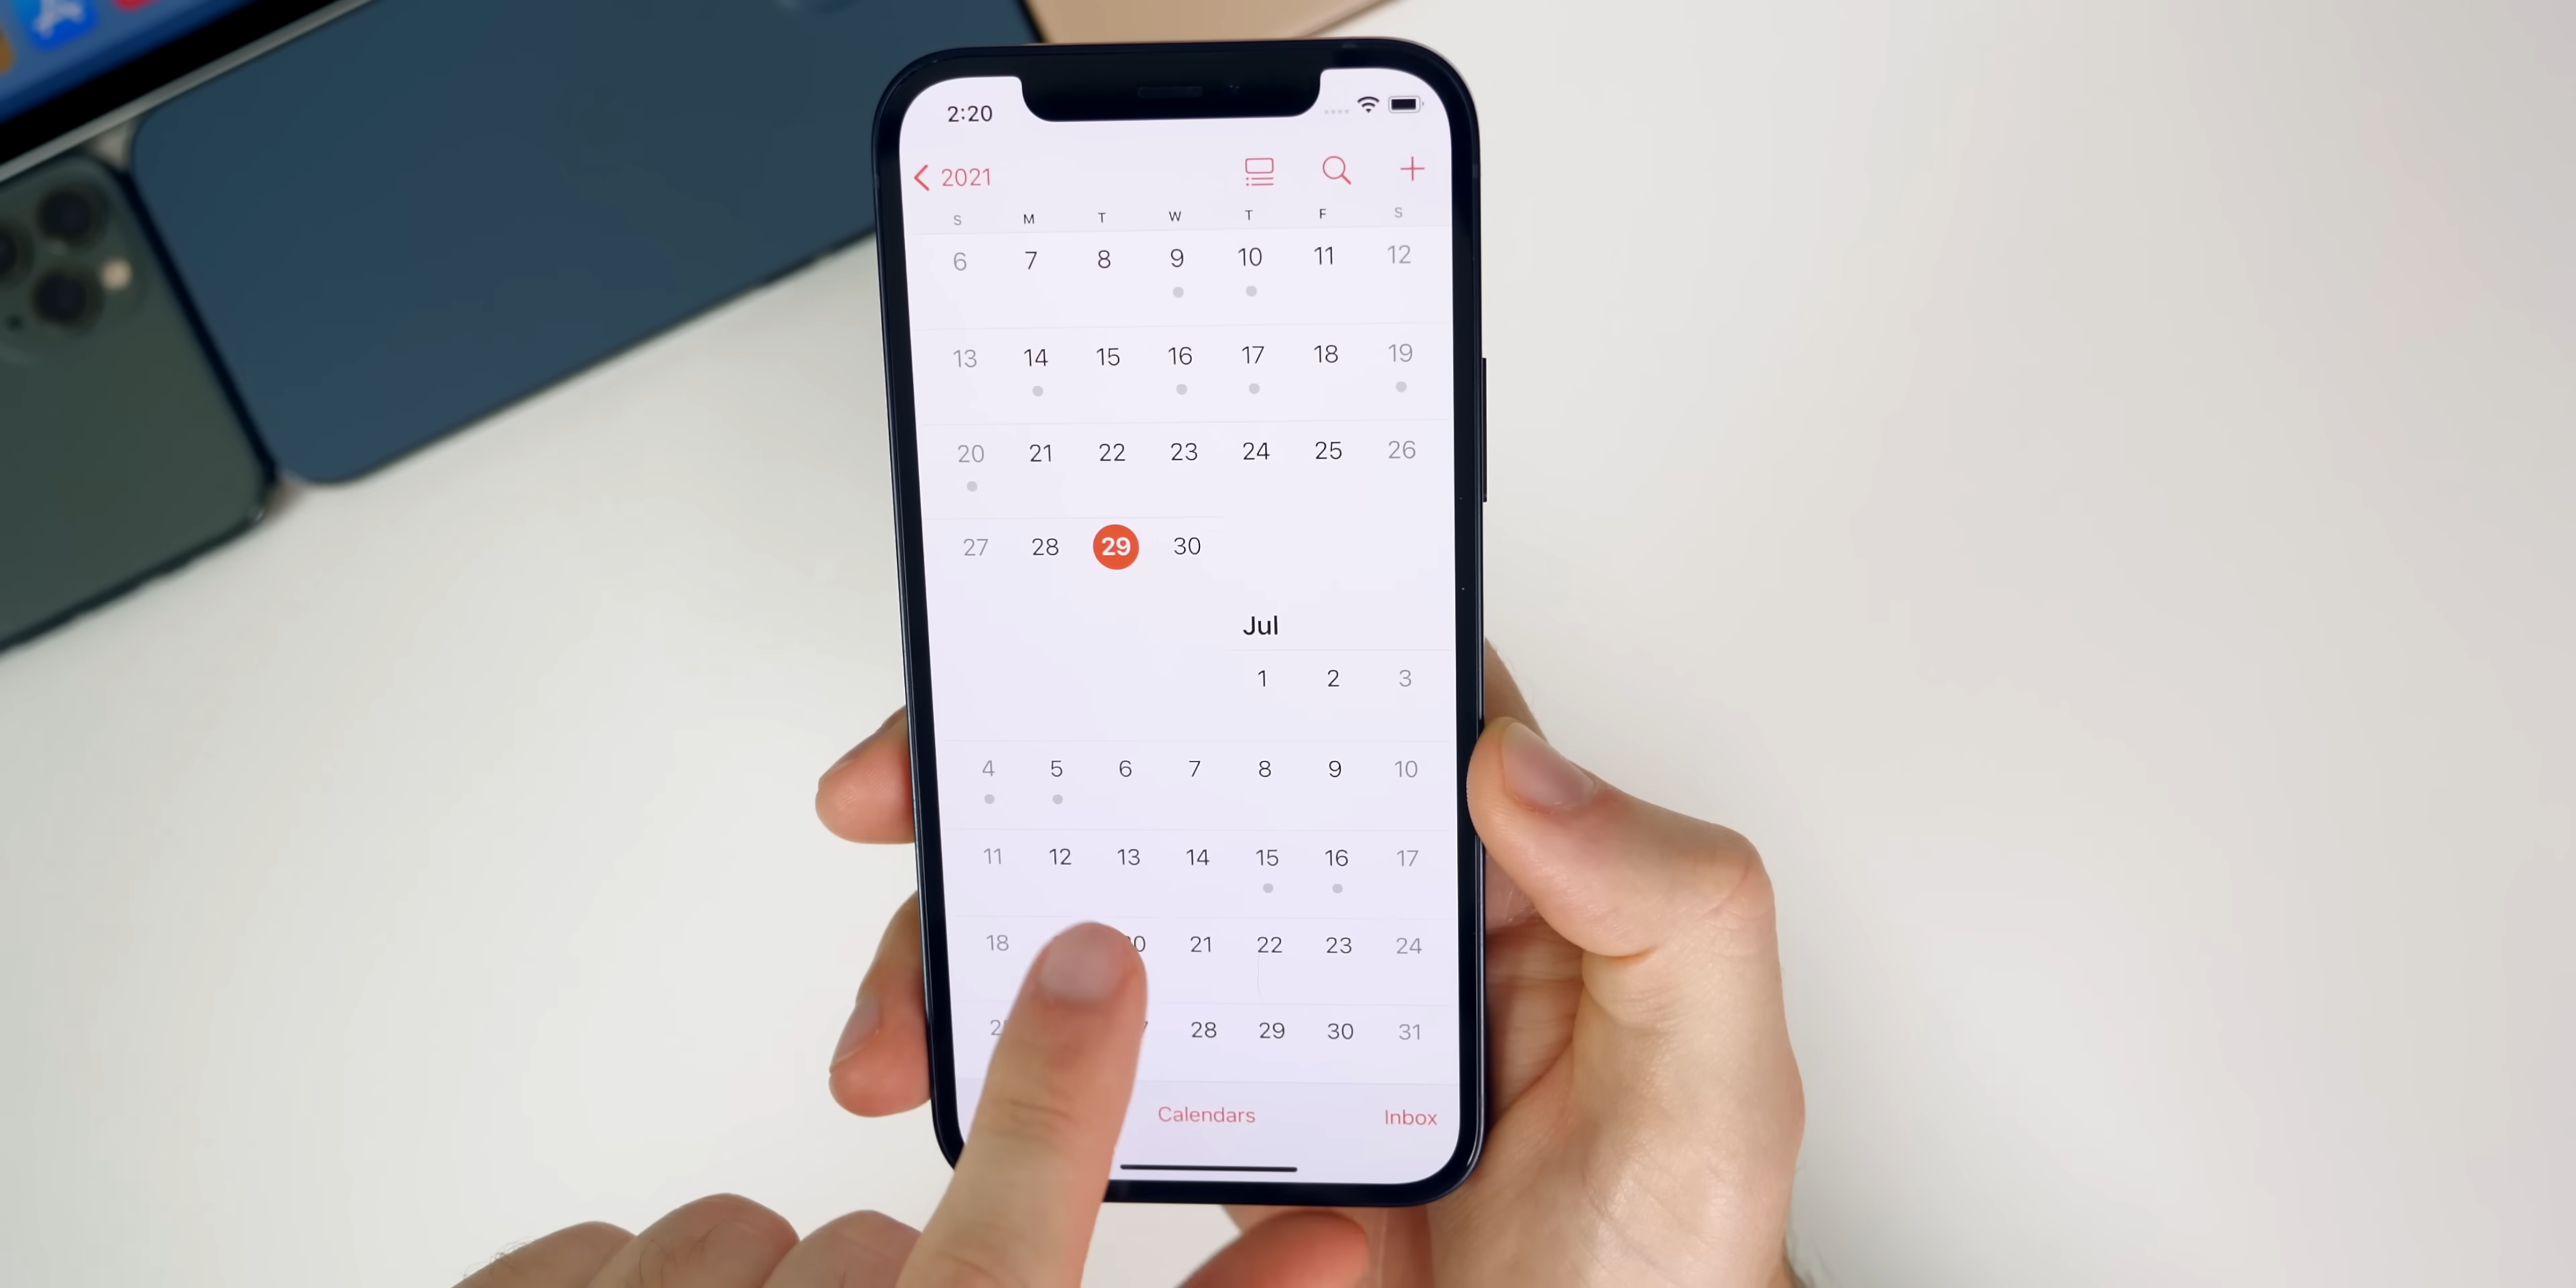 2:20
2021
S M T W T F S
6 7 8 9 10 11 12
13 14 15 16 17 18 19
20 21 22 23 24 25 26
27 28 29 30
Jul
1 2 3
4 5 6 7 8 9 10
11 12 13 14 15 16 17
18 21 22 23 24
28 29 30 31
Calendars Inbox